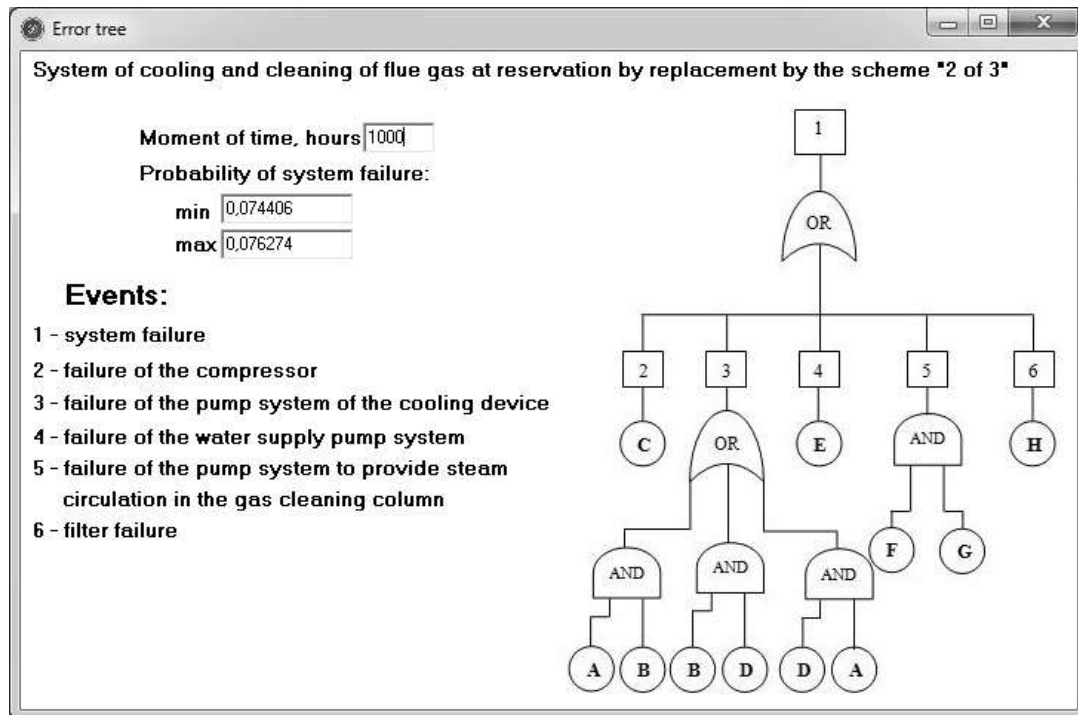 Error tree
System of cooling and cleaning of flue gas at reservation by replacement by the scheme "2 of 3"
Moment of time, hours 1000
Probability of system failure:
min 0,074406
max 0,076274
Events:
1 - system failure
2 - failure of the compressor
3 - failure of the pump system of the cooling device
4 - failure of the water supply pump system
5 - failure of the pump system to provide steam
circulation in the gas cleaning column
6 - filter failure
1
OR
2 3 4 5 6
C OR E AND H
F G
AND AND AND
A B B D D A